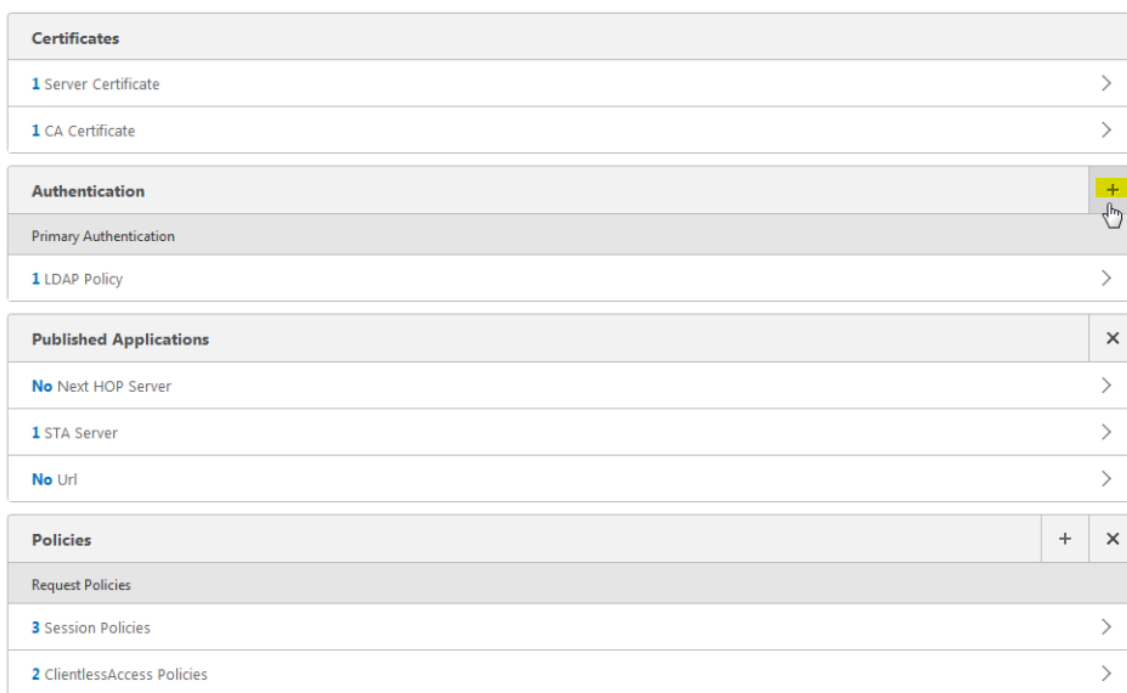 Certificates
1 Server Certificate
1 CA Certificate
Authentication
Primary Authentication
1 LDAP Policy
Published Applications
No Next HOP Server
1 STA Server
No Url
Policies
Request Policies
3 Session Policies
2 ClientlessAccess Policies